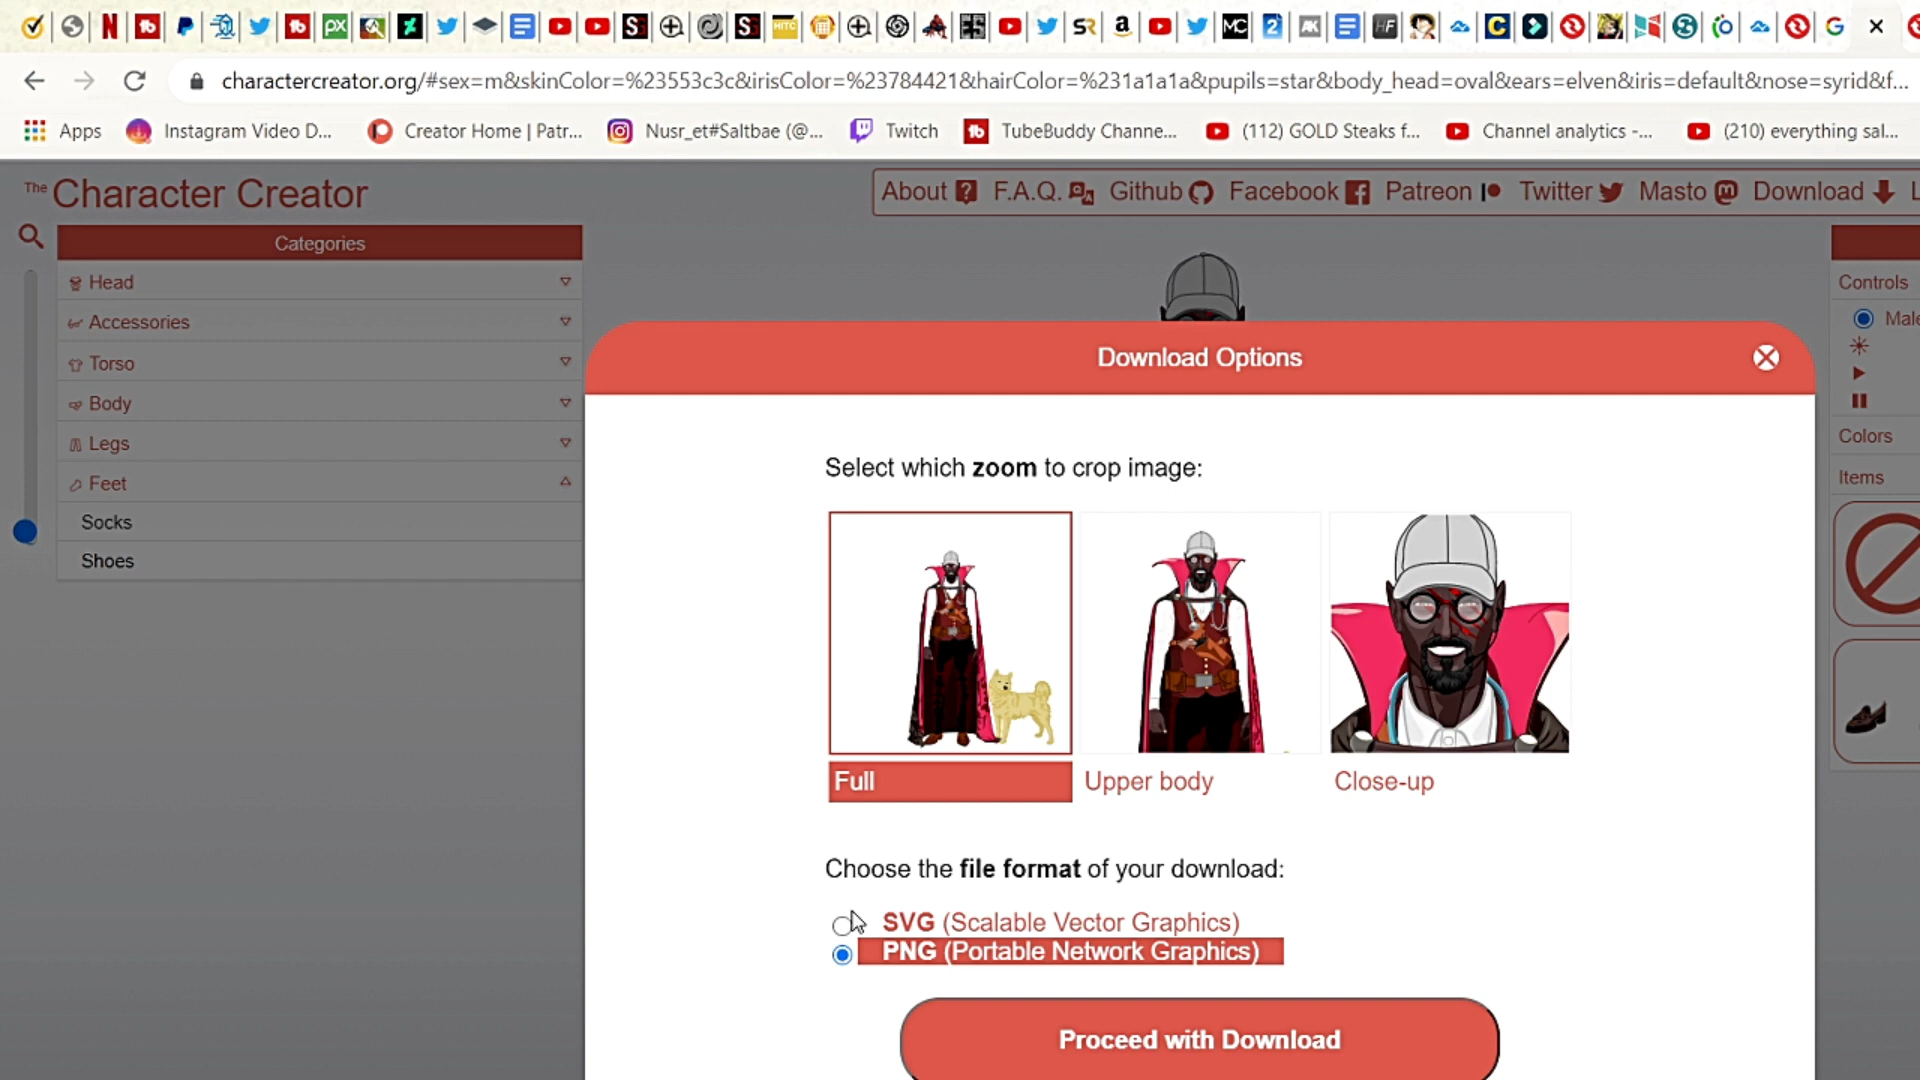 charactercreator.org/#sex=m&skinColor=%23553c3c&irisColor=%23784421&hairColor=%231a1a1a&pupils=star&body_head=oval&ears=elven&iris=default&nose=syrid&f...
Apps Instagram Video D... Creator Home | Patr... Nusr_et#Saltbae (@... Twitch TubeBuddy Channe... (112) GOLD Steaks f... Channel analytics -... (210) everything sal...
The Character Creator
About F.A.Q. Github Facebook Patreon Twitter Masto Download L
Categories
Head
Accessories
Torso
Body
Legs
Feet
Socks
Shoes
Controls
Male
Colors
Items
Download Options
Select which zoom to crop image:
Full Upper body Close-up
Choose the file format of your download:
SVG (Scalable Vector Graphics)
PNG (Portable Network Graphics)
Proceed with Download